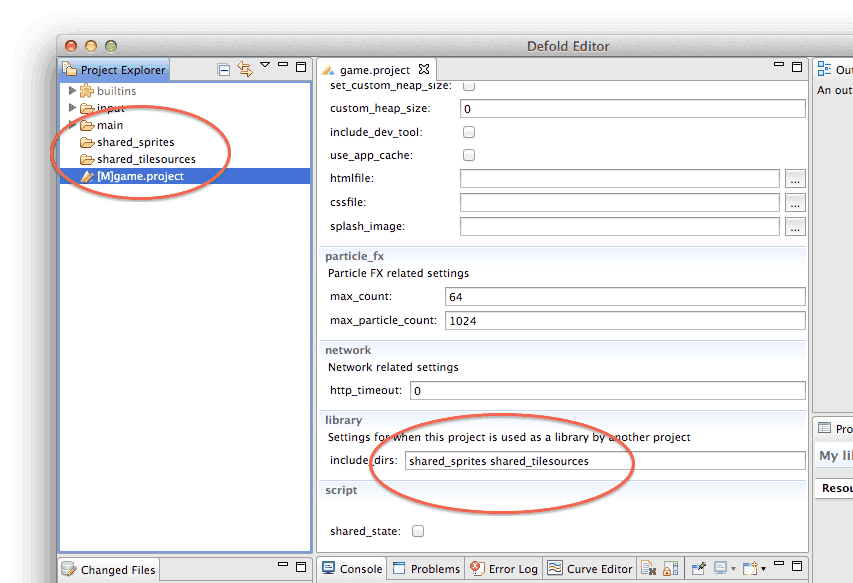 Defold Editor
Project Explorer
builtins
input
main
shared_sprites
shared_tilesources
[M]game.project
Changed Files
game.project
set_custom_heap_size:
custom_heap_size: 0
include_dev_tool:
use_app_cache:
htmlfile: ...
cssfile: ...
splash_image: ...
particle_fx
Particle FX related settings
max_count: 64
max_particle_count: 1024
network
Network related settings
http_timeout: 0
library
Settings for when this project is used as a library by another project
include_dirs: shared_sprites shared_tilesources
script
shared_state:
Console Problems Error Log Curve Editor
Ou
An out
Pro
My li
Resou